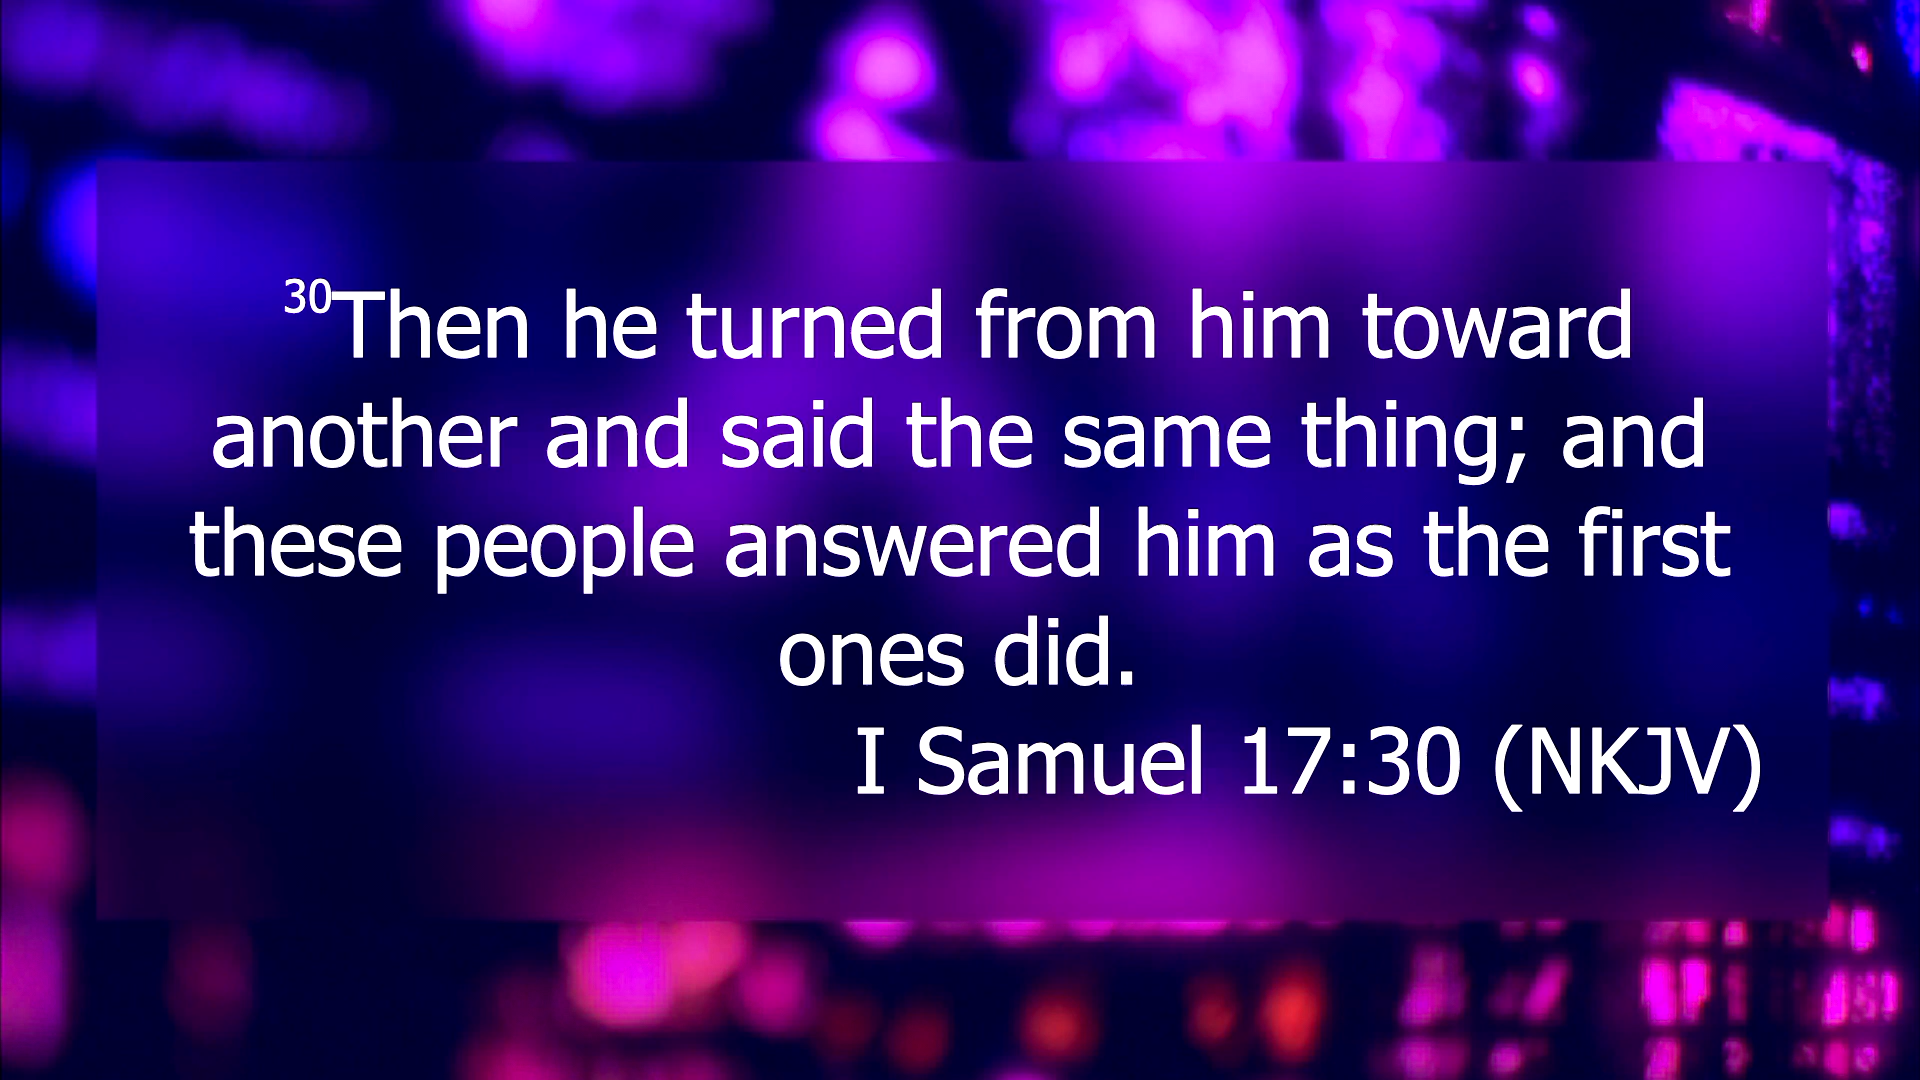 30Then he turned from him toward
another and said the same thing; and
these people answered him as the first
ones did.
I Samuel 17:30 (NKJV)